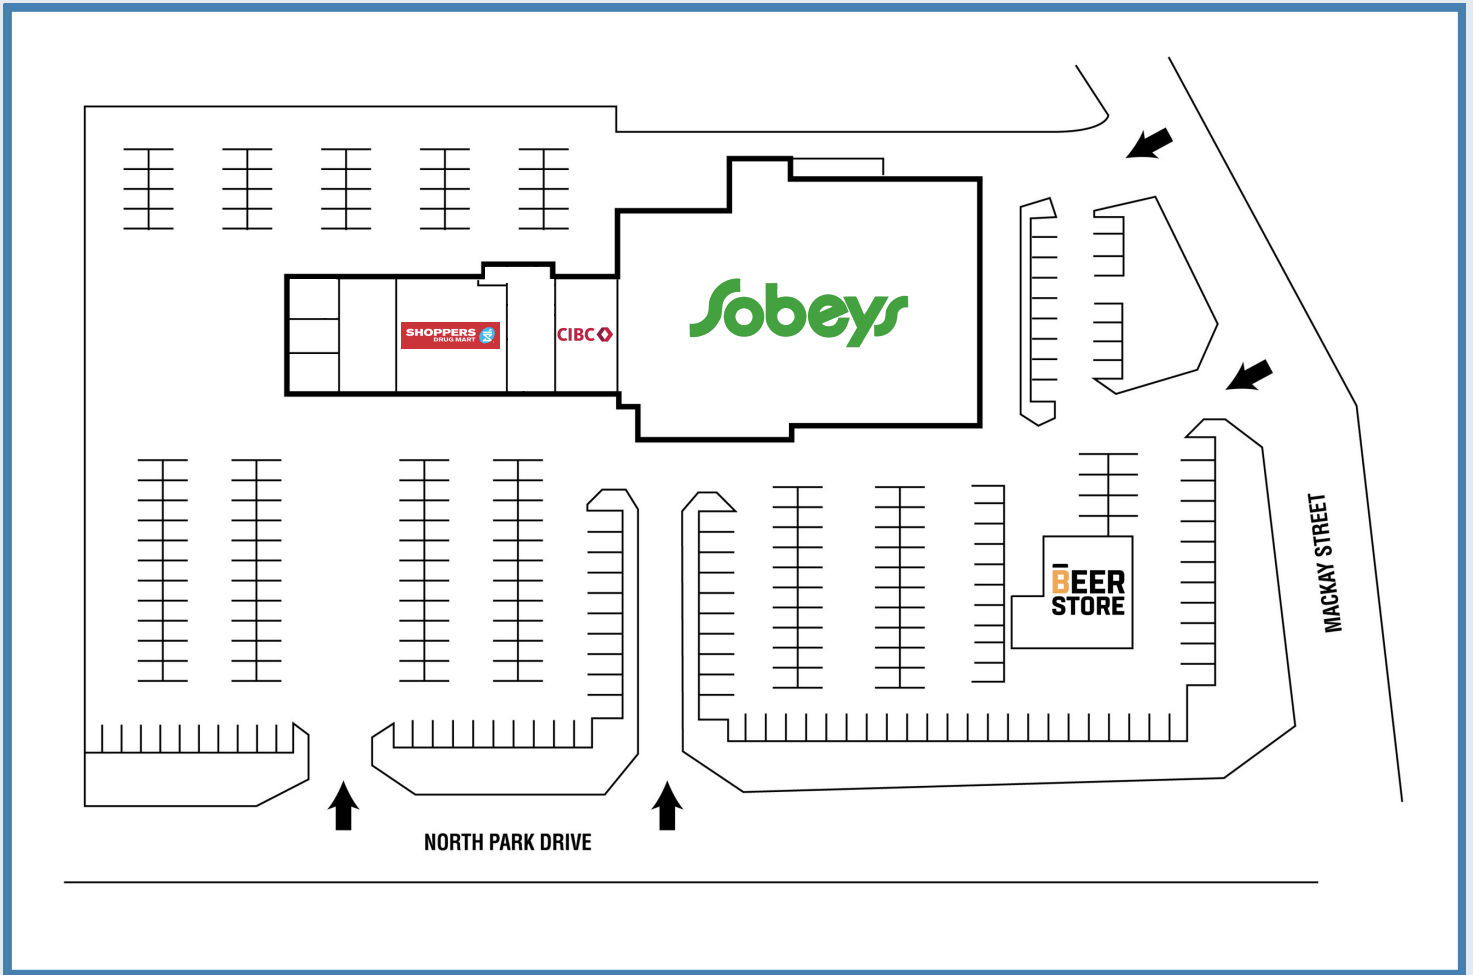 Sobeys
SHOPPERS
DRUG MART
CIBC
BEER
STORE
MACKAY STREET
NORTH PARK DRIVE